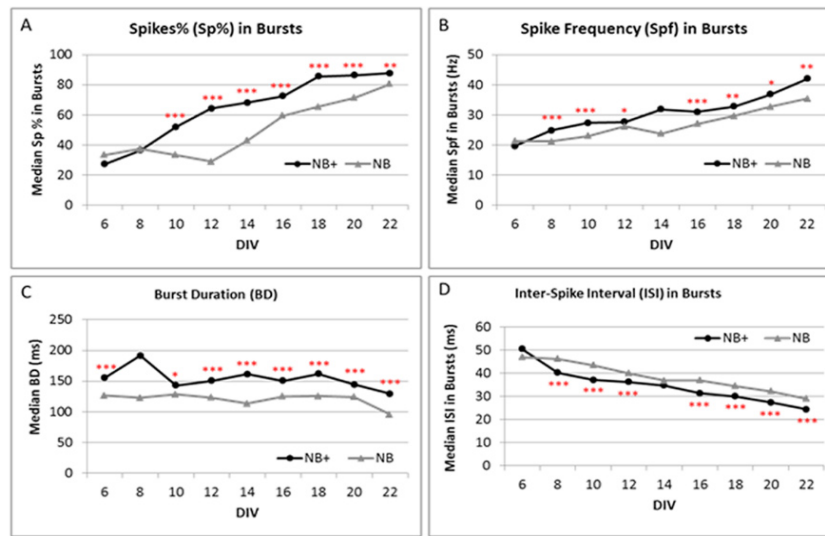 A
Spikes% (Sp%) in Bursts
Median Sp % in Bursts
100
80
60
40
20
0
*** *** *** *** *** *** **
NB+ NB
6 8 10 12 14 16 18 20 22
DIV
B
Spike Frequency (Spf) in Bursts
Median Spf in Bursts (Hz)
50
40
30
20
10
0
*** *** * *** ** * **
NB+ NB
6 8 10 12 14 16 18 20 22
DIV
C
Burst Duration (BD)
Median BD (ms)
250
200
150
100
50
0
*** * *** *** *** *** *** ***
NB+ NB
6 8 10 12 14 16 18 20 22
DIV
D
Inter-Spike Interval (ISI) in Bursts
Median ISI in Bursts (ms)
60
50
40
30
20
10
0
NB+ NB
*** *** *** *** *** *** ***
6 8 10 12 14 16 18 20 22
DIV